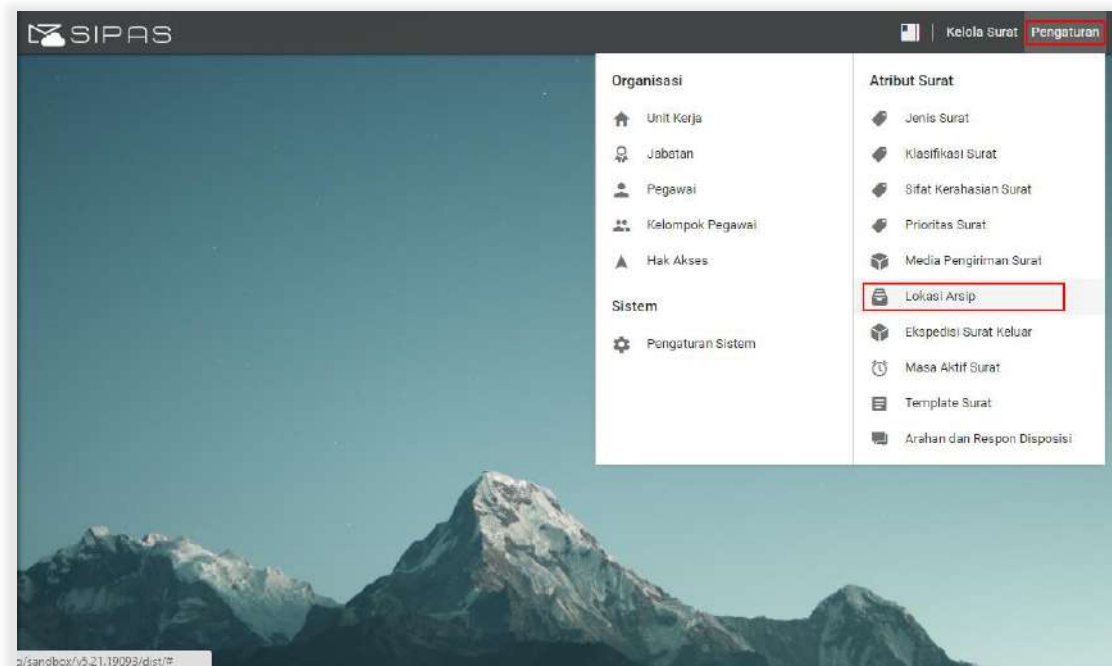 SIPAS
Kelola Surat
Pengaturan
Organisasi
Unit Kerja
Jabatan
Pegawai
Kelompok Pegawai
Hak Akses
Sistem
Pengaturan Sistem
Atribut Surat
Jenis Surat
Klasifikasi Surat
Sifat Kerahasian Surat
Prioritas Surat
Media Pengiriman Surat
Lokasi Arsip
Ekspedisi Surat Keluar
Masa Aktif Surat
Template Surat
Arahan dan Respon Disposisi
/sandbox/v5.21.19093/dist/#